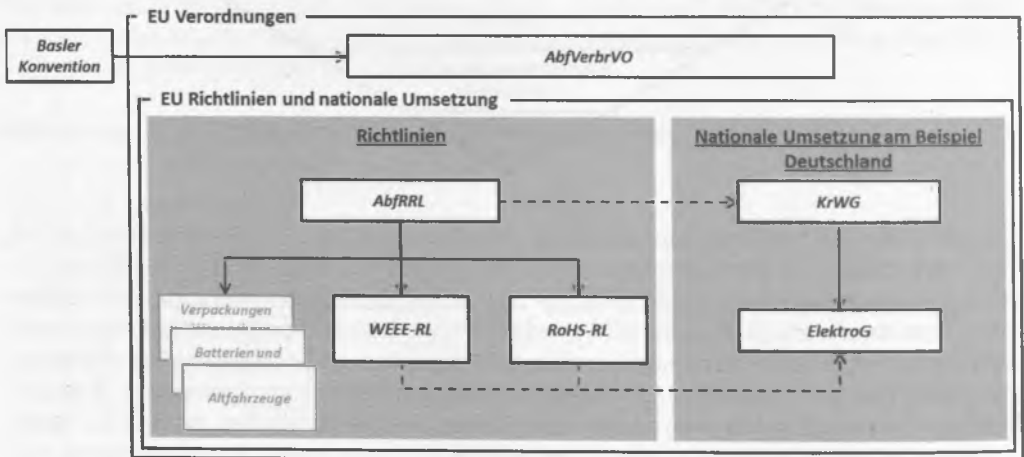 EU Verordnungen
Basler
Konvention
AbfVerbrVO
EU Richtlinien und nationale Umsetzung
Richtlinien
Nationale Umsetzung am Beispiel
Deutschland
AbfRRL
KrWG
Verpackungen
WEEE-RL
RoHS-RL
ElektroG
Batterien und
Altfahrzeuge